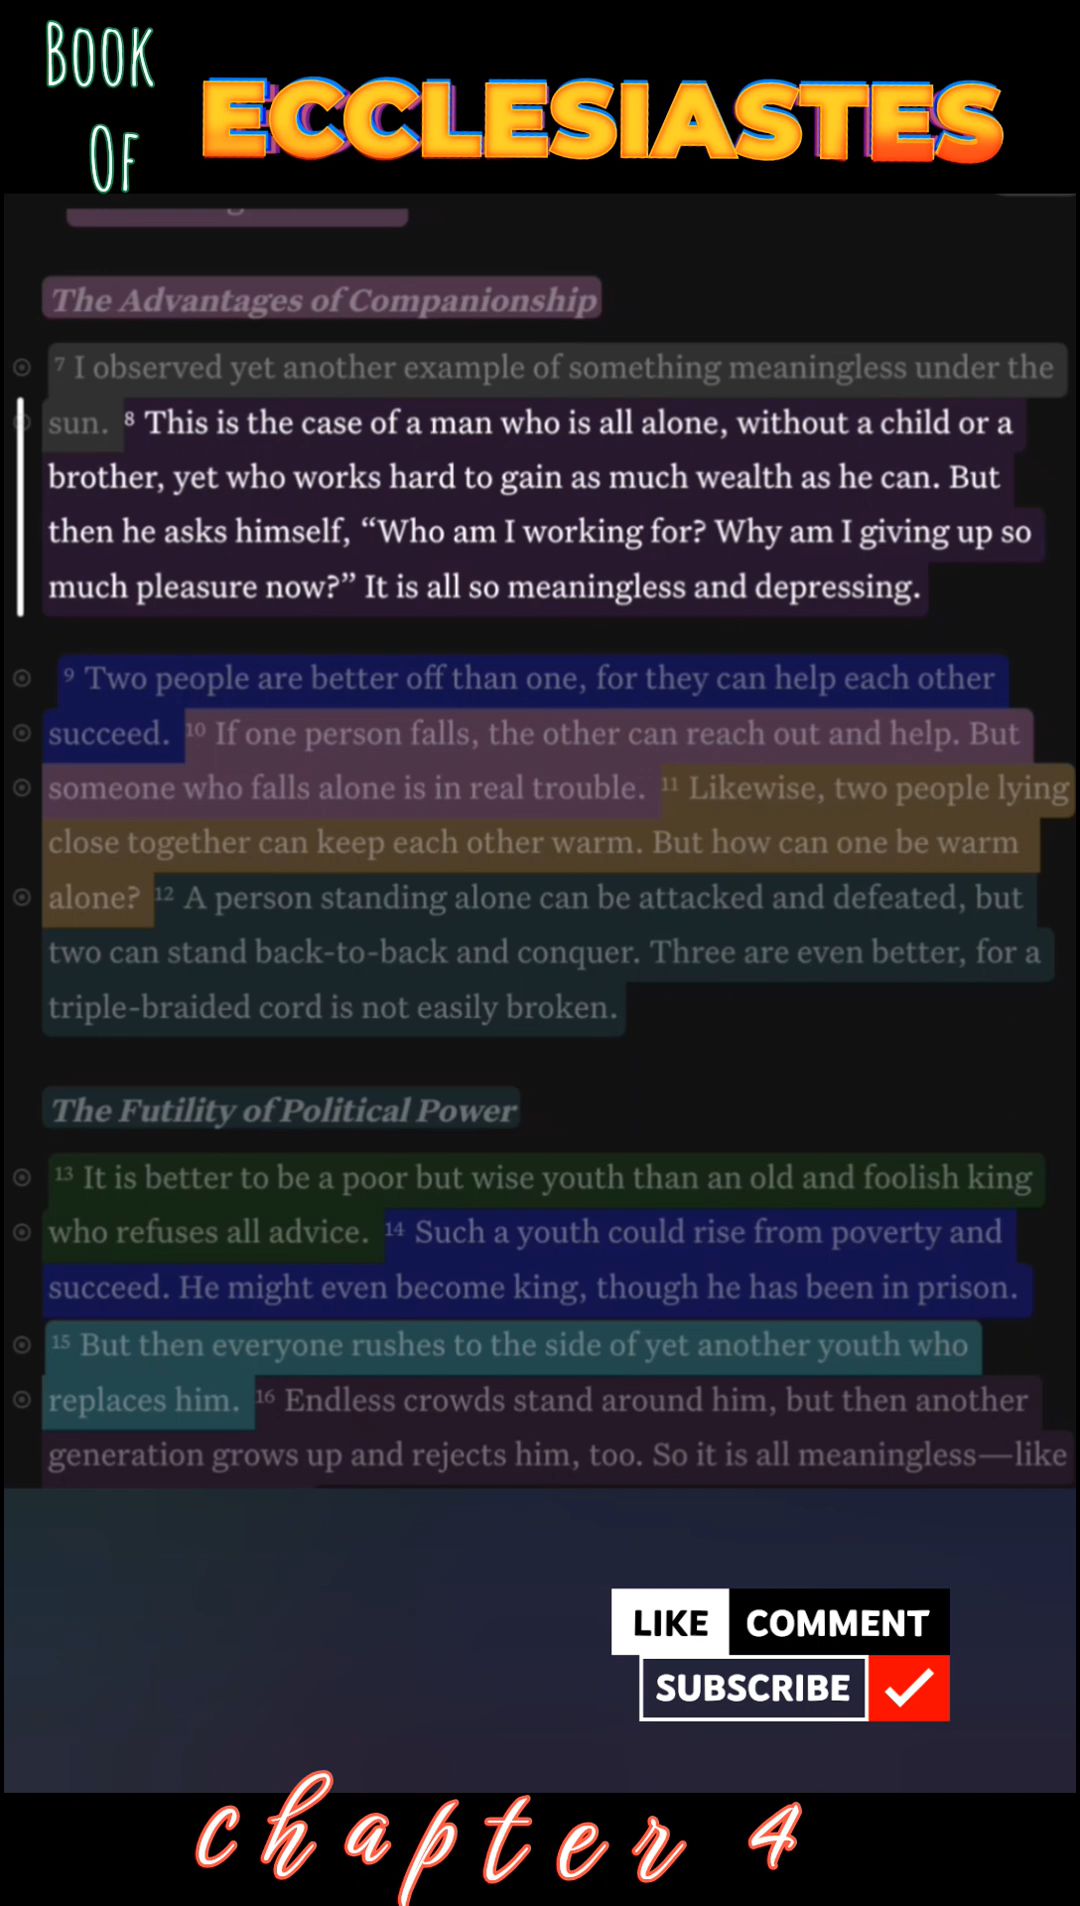 BOOK
OF
ECCLESIASTES
The Advantages of Companionship
7 I observed yet another example of something meaningless under the
sun. 8 This is the case of a man who is all alone, without a child or a
brother, yet who works hard to gain as much wealth as he can. But
then he asks himself, “Who am I working for? Why am I giving up so
much pleasure now?” It is all so meaningless and depressing.
9 Two people are better off than one, for they can help each other
succeed. 10 If one person falls, the other can reach out and help. But
someone who falls alone is in real trouble. 11 Likewise, two people lying
close together can keep each other warm. But how can one be warm
alone? 12 A person standing alone can be attacked and defeated, but
two can stand back-to-back and conquer. Three are even better, for a
triple-braided cord is not easily broken.
The Futility of Political Power
13 It is better to be a poor but wise youth than an old and foolish king
who refuses all advice. 14 Such a youth could rise from poverty and
succeed. He might even become king, though he has been in prison.
15 But then everyone rushes to the side of yet another youth who
replaces him. 16 Endless crowds stand around him, but then another
generation grows up and rejects him, too. So it is all meaningless—like
LIKE COMMENT
SUBSCRIBE
chapter 4